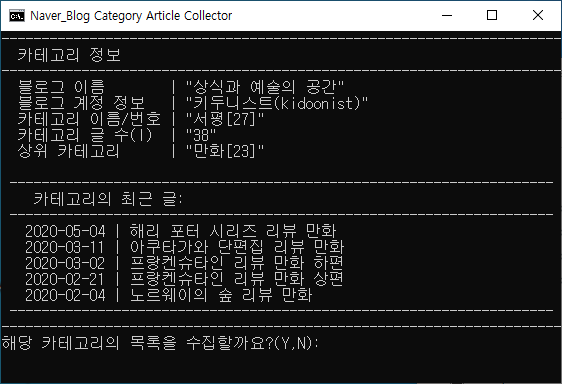 Naver_Blog Category Article Collector
카테고리 정보
블로그 이름 | "상식과 예술의 공간"
블로그 계정 정보 | "키두니스트(kidoonist)"
카테고리 이름/번호 | "서평[27]"
카테고리 글 수(l) | "38"
상위 카테고리 | "만화[23]"
카테고리의 최근 글:
2020-05-04 | 해리 포터 시리즈 리뷰 만화
2020-03-11 | 아쿠타가와 단편집 리뷰 만화
2020-03-02 | 프랑켄슈타인 리뷰 만화 하편
2020-02-21 | 프랑켄슈타인 리뷰 만화 상편
2020-02-04 | 노르웨이의 숲 리뷰 만화
해당 카테고리의 목록을 수집할까요?(Y,N):